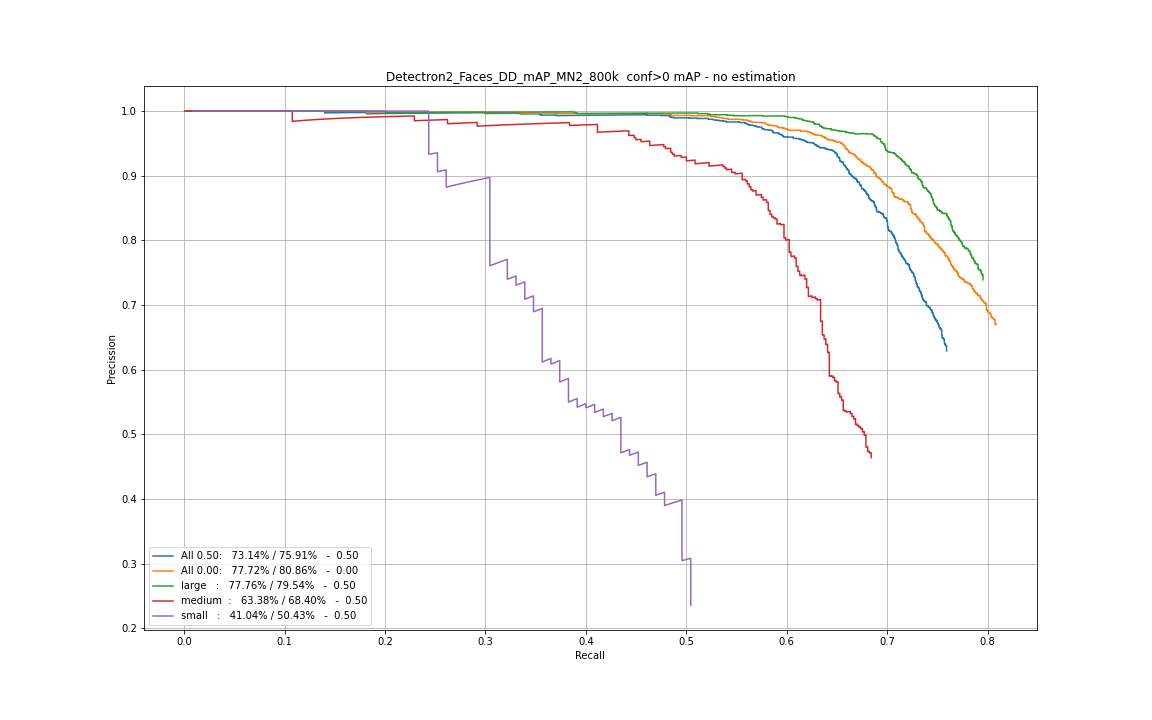 Detectron2_Faces_DD_mAP_MN2_800k  conf>0 mAP - no estimation
1.0
0.9
0.8
0.7
0.6
0.5
0.4
0.3
0.2
Precission
All 0.50:   73.14% / 75.91%   -  0.50
All 0.00:   77.72% / 80.86%   -  0.00
large   :   77.76% / 79.54%   -  0.50
medium  :   63.38% / 68.40%   -  0.50
small   :   41.04% / 50.43%   -  0.50
0.0 0.1 0.2 0.3 0.4 0.5 0.6 0.7 0.8
Recall